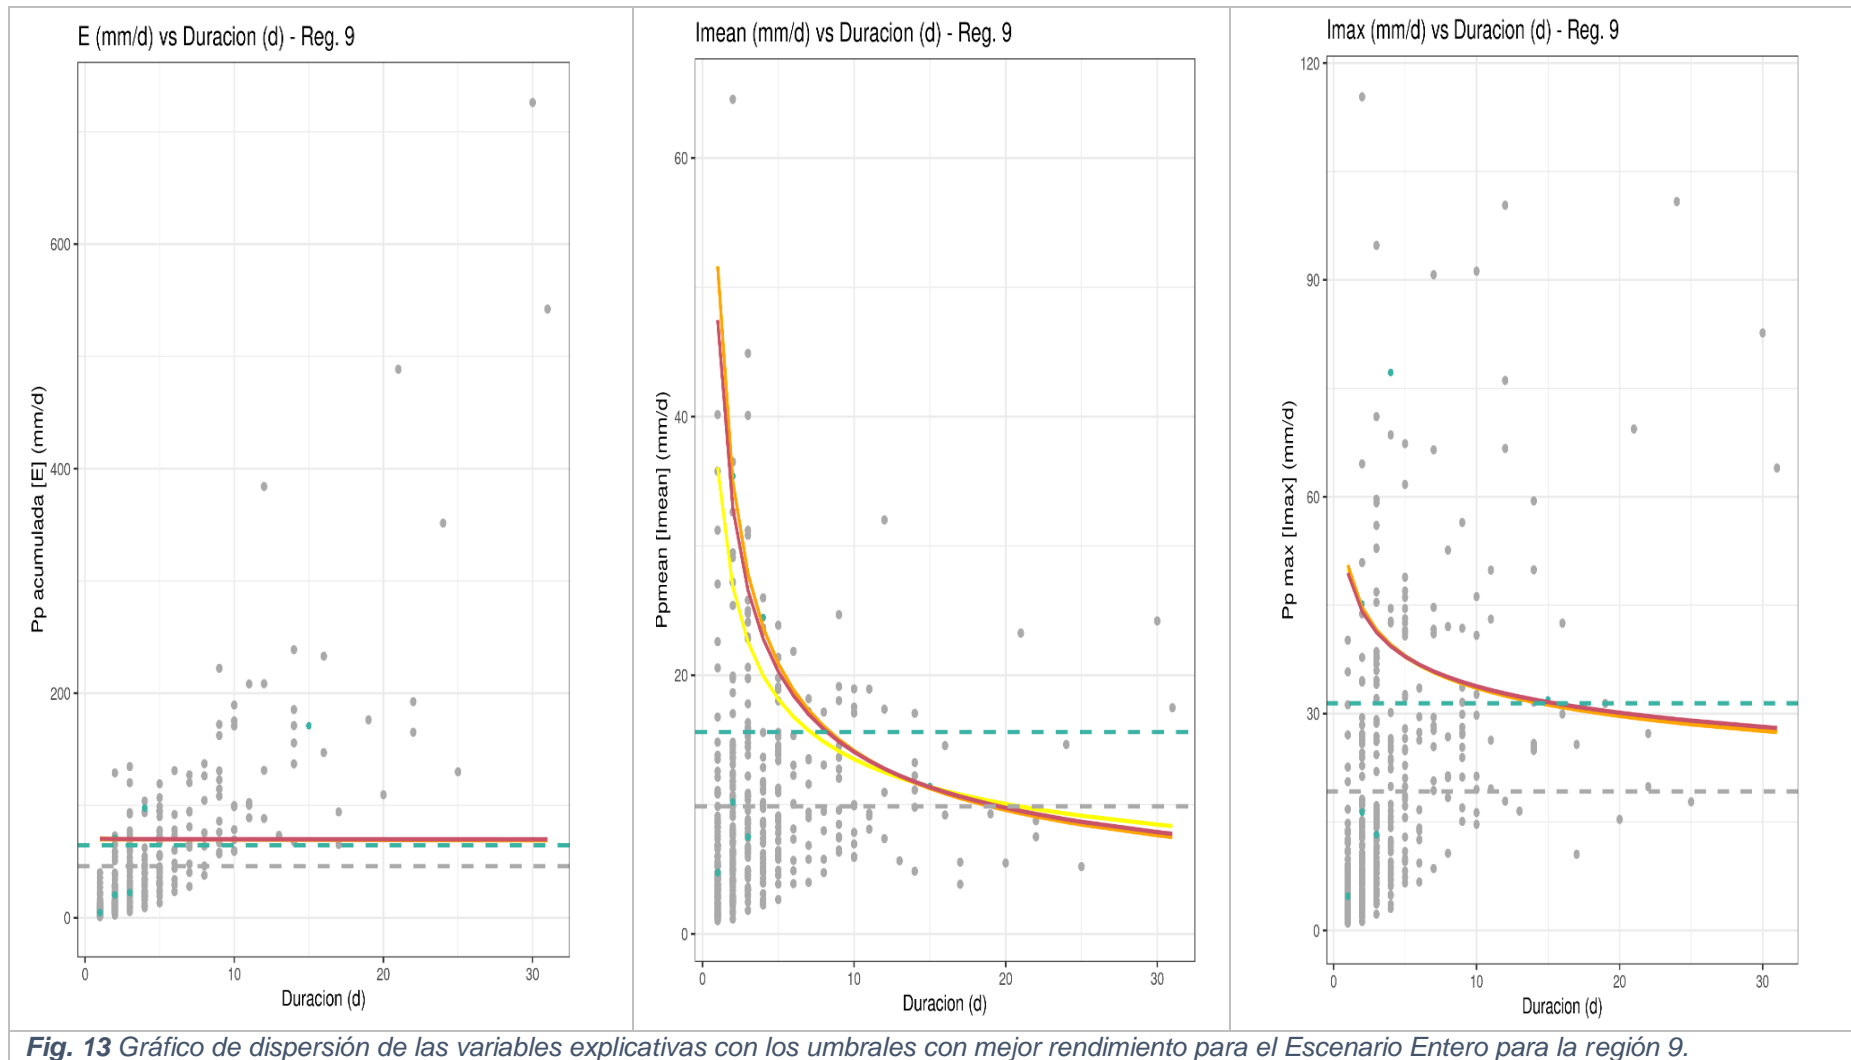 E (mm/d) vs Duracion (d) - Reg. 9
Pp acumulada [E] (mm/d)
600
400
200
0
0 10 20 30
Duracion (d)
Imean (mm/d) vs Duracion (d) - Reg. 9
Ppmean [Imean] (mm/d)
60
40
20
0
0 10 20 30
Duracion (d)
Imax (mm/d) vs Duracion (d) - Reg. 9
Pp max [Imax] (mm/d)
120
90
60
30
0
0 10 20 30
Duracion (d)
Fig. 13 Gráfico de dispersión de las variables explicativas con los umbrales con mejor rendimiento para el Escenario Entero para la región 9.